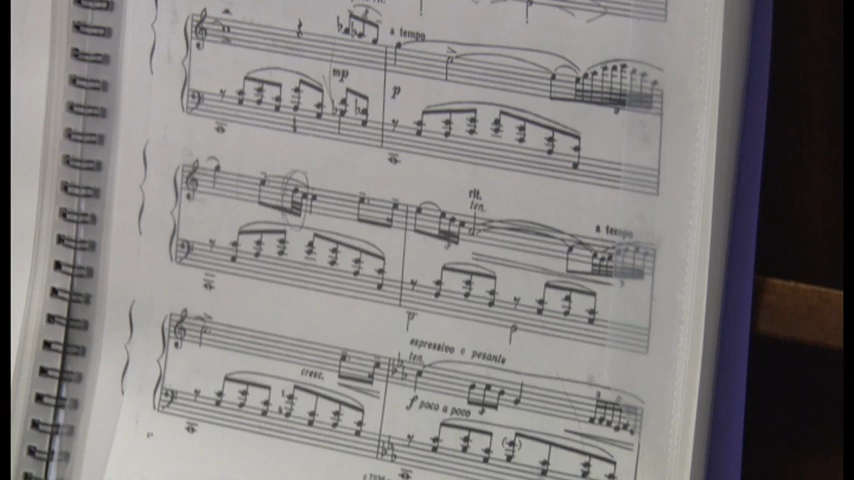 a tempo
mp
p
rit.
ten.
a tempo
espressivo e pesante
ten.
cresc.
f poco a poco